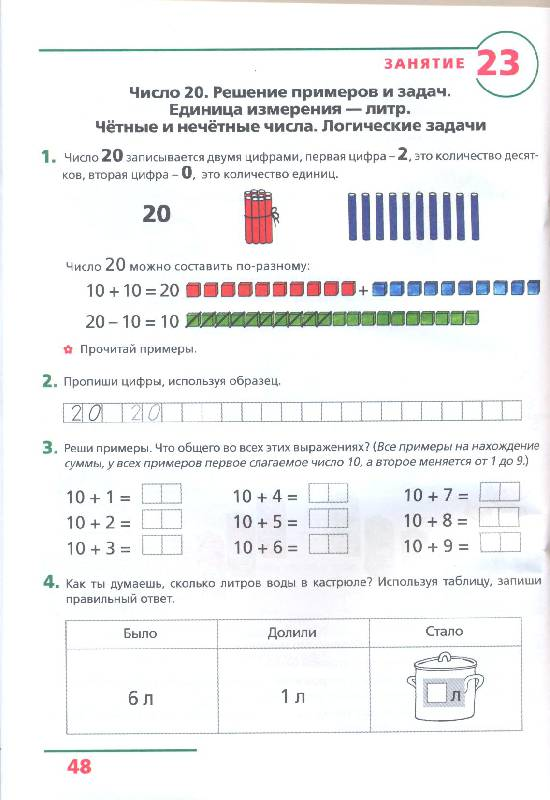 ЗАНЯТИЕ 23
Число 20. Решение примеров и задач.
Единица измерения — литр.
Чётные и нечётные числа. Логические задачи
1. Число 20 записывается двумя цифрами, первая цифра – 2, это количество десят-
ков, вторая цифра – 0, это количество единиц.
20
Число 20 можно составить по-разному:
10 + 10 = 20 +
20 – 10 = 10
Прочитай примеры.
2. Пропиши цифры, используя образец.
20 20
3. Реши примеры. Что общего во всех этих выражениях? (Все примеры на нахождение
суммы, у всех примеров первое слагаемое число 10, а второе меняется от 1 до 9.)
10 + 1 = 10 + 4 = 10 + 7 =
10 + 2 = 10 + 5 = 10 + 8 =
10 + 3 = 10 + 6 = 10 + 9 =
4. Как ты думаешь, сколько литров воды в кастрюле? Используя таблицу, запиши
правильный ответ.
Было Долили Стало
6 л 1 л л
48